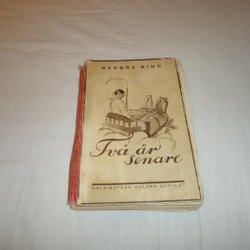 BARBRA RING
Två år
senare
HELSINGFORS HOLGER SCHILDT